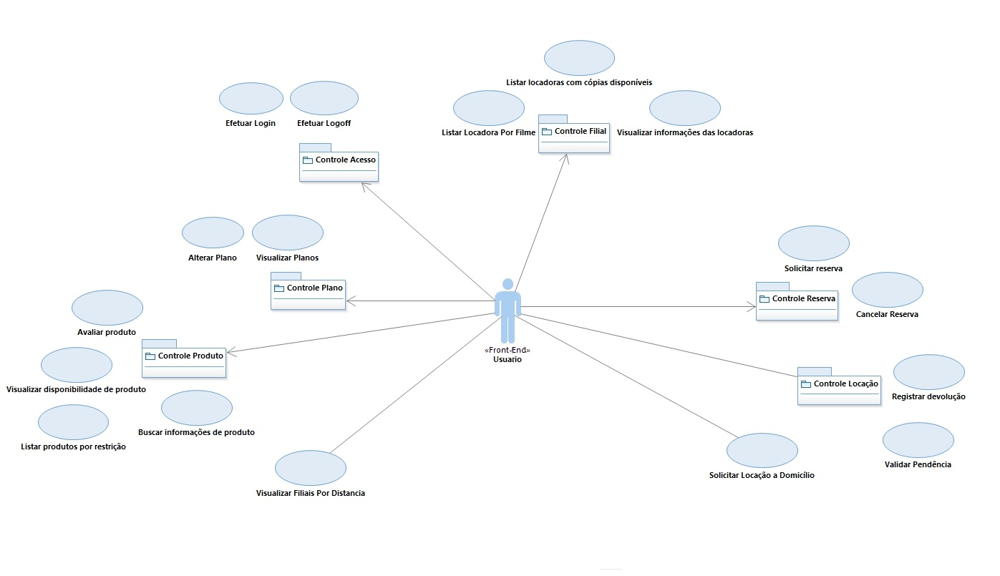 Listar locadoras com cópias disponíveis
Efetuar Login
Efetuar Logoff
Listar Locadora Por Filme
Controle Filial
Visualizar informações das locadoras
Controle Acesso
Alterar Plano
Visualizar Planos
Solicitar reserva
Controle Plano
Controle Reserva
Cancelar Reserva
Avaliar produto
«Front-End»
Usuario
Controle Produto
Visualizar disponibilidade de produto
Controle Locação
Registrar devolução
Buscar informações de produto
Listar produtos por restrição
Validar Pendência
Solicitar Locação a Domicílio
Visualizar Filiais Por Distancia